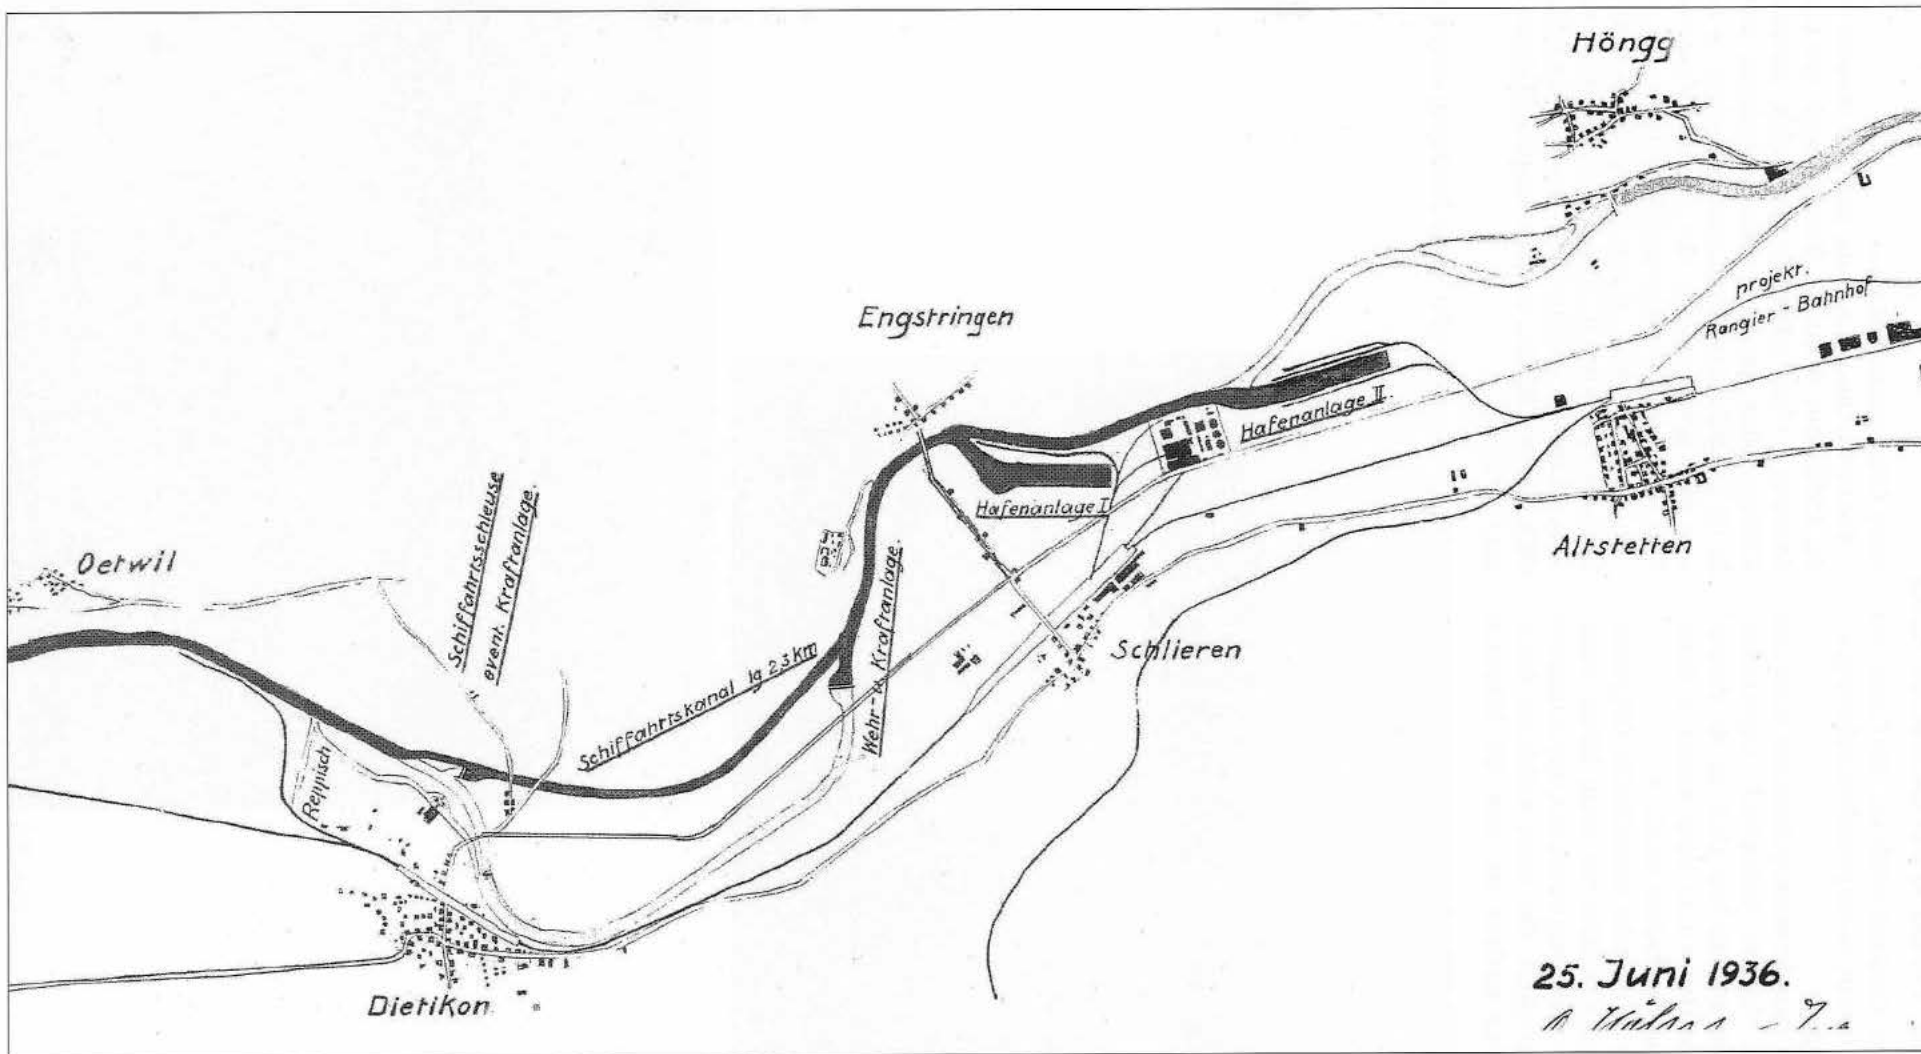 Höngg
projekt.
Rangier-Bahnhof
Engstringen
Hafenanlage II.
Hafenanlage I
Altstetten
Oetwil
Schiffahrtsschleuse
event. Kraftanlage.
Schiffahrtskanal lg 2.3 km
Wehr- u. Kraftanlage.
Schlieren
Reppisch
Dietikon
25. Juni 1936.